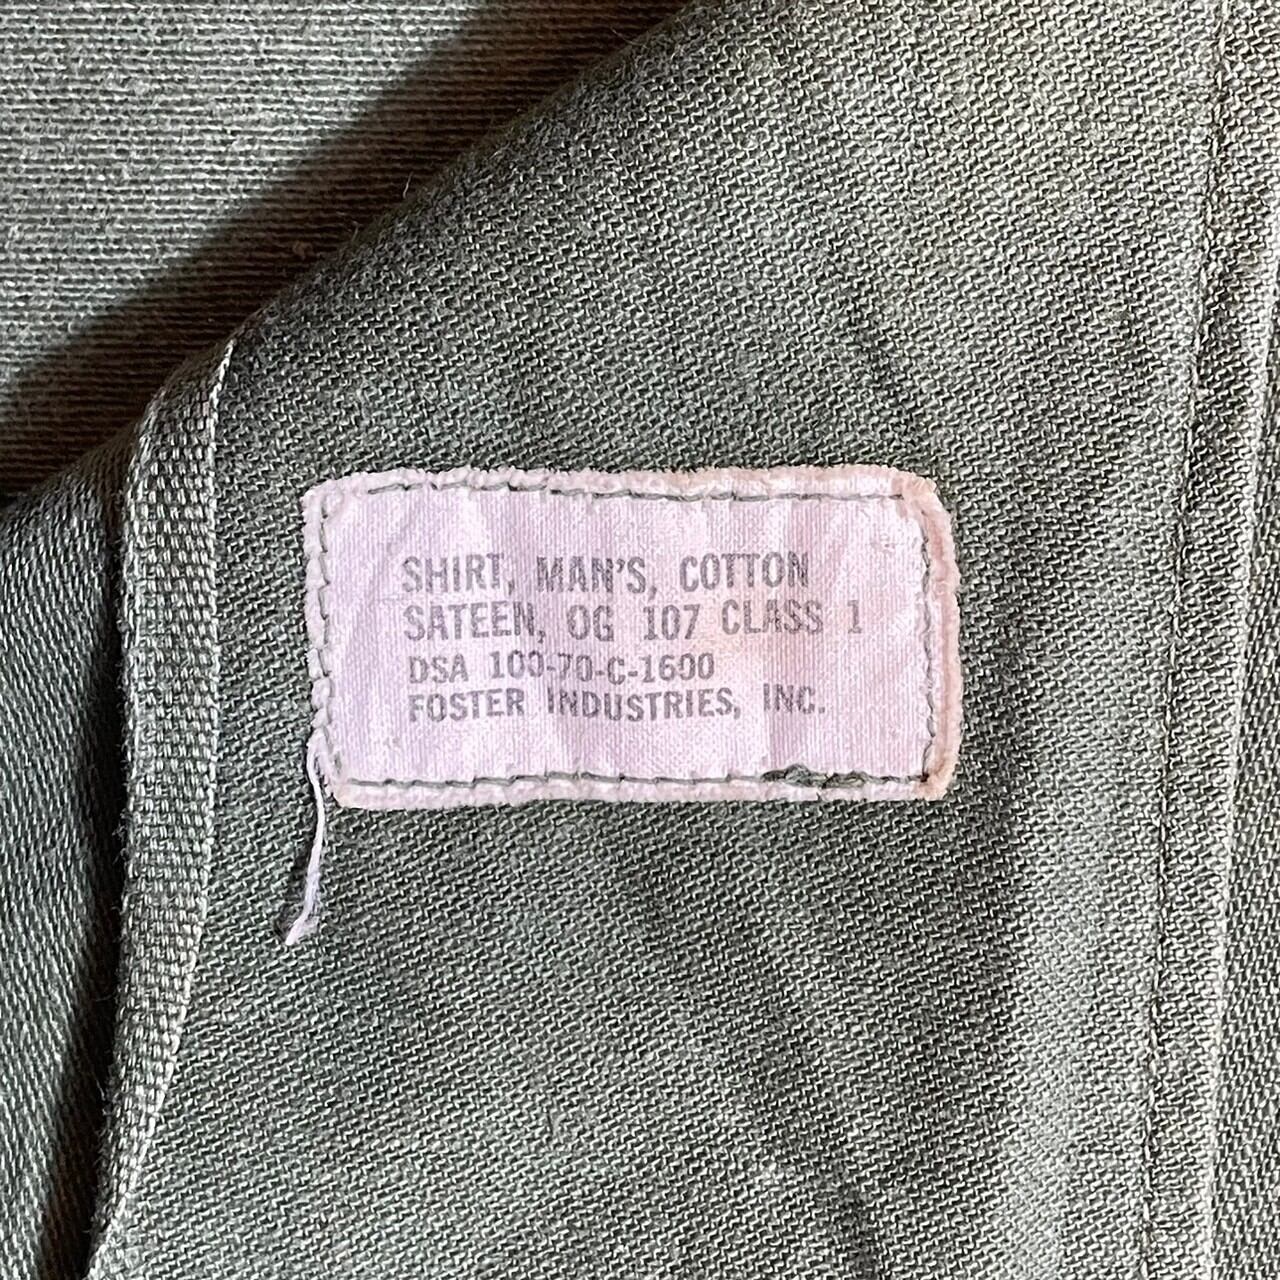 SHIRT, MAN'S, COTTON
SATEEN, OG 107 CLASS 1
DSA 100-70-C-1600
FOSTER INDUSTRIES, INC.